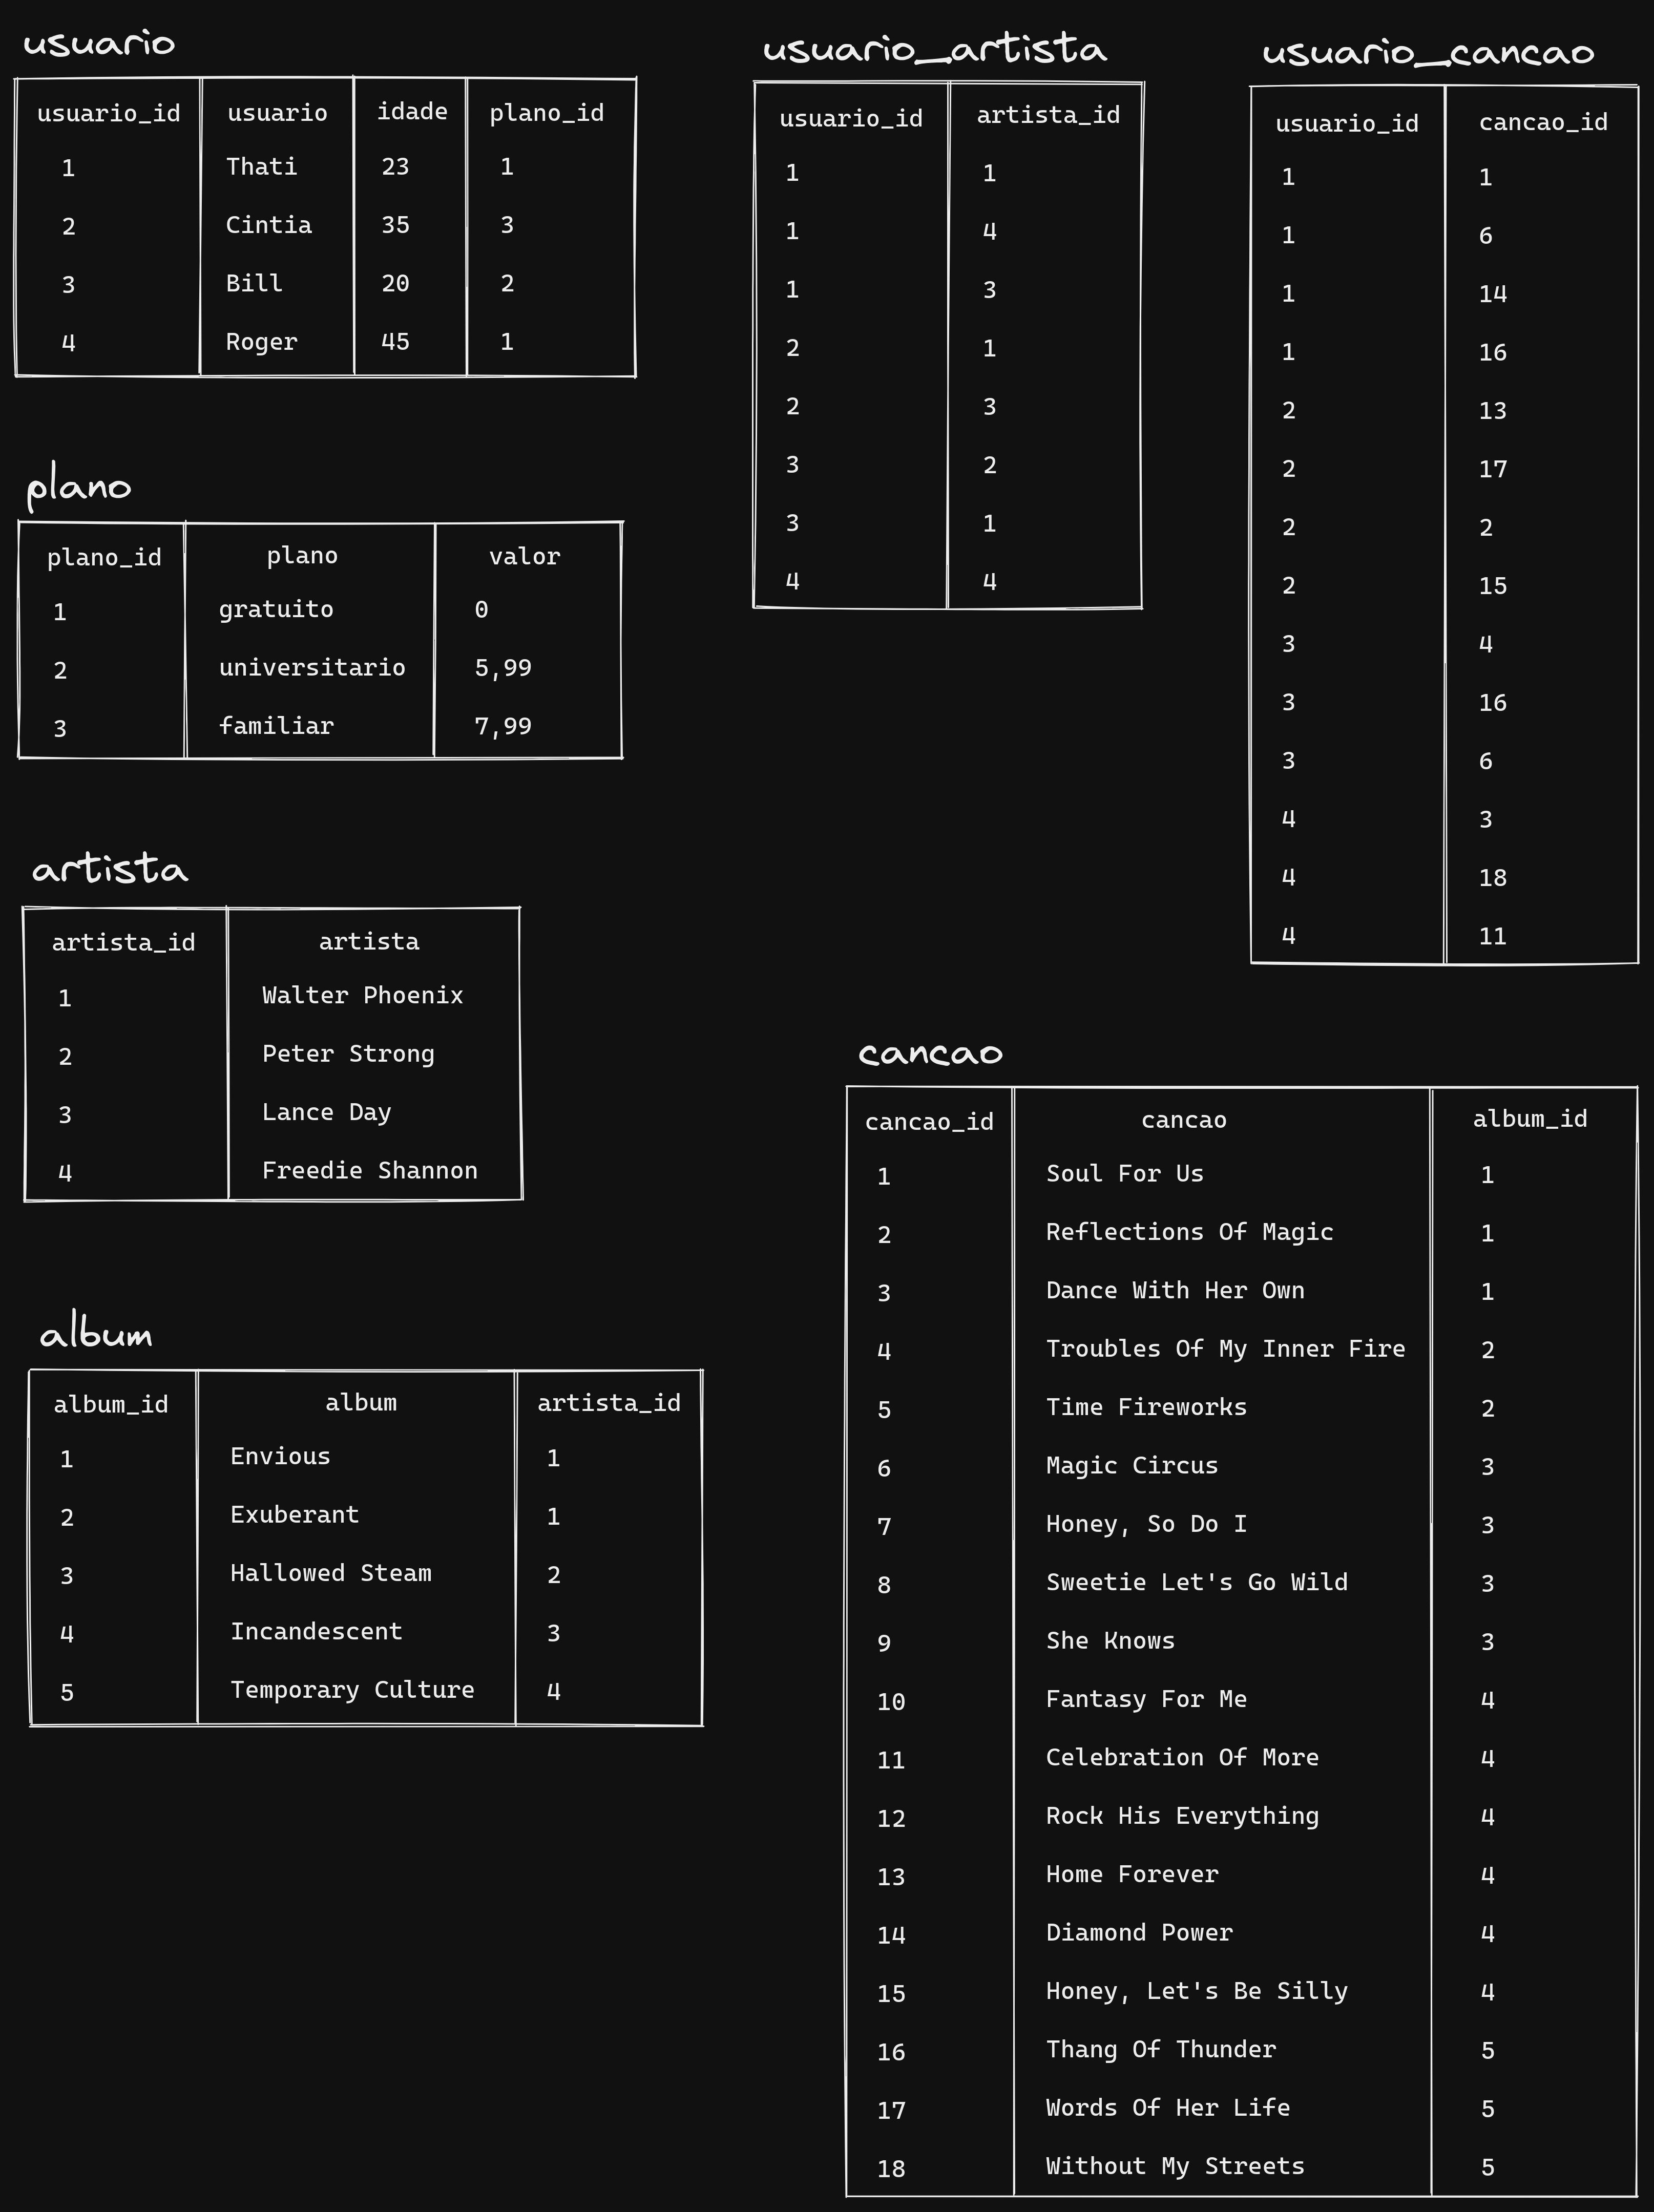 usuario
usuario_id usuario idade plano_id
1 Thati 23 1
2 Cintia 35 3
3 Bill 20 2
4 Roger 45 1
plano
plano_id plano valor
1 gratuito 0
2 universitario 5,99
3 familiar 7,99
artista
artista_id artista
1 Walter Phoenix
2 Peter Strong
3 Lance Day
4 Freedie Shannon
album
album_id album artista_id
1 Envious 1
2 Exuberant 1
3 Hallowed Steam 2
4 Incandescent 3
5 Temporary Culture 4
usuario_artista
usuario_id artista_id
1 1
1 4
1 3
2 1
2 3
3 2
3 1
4 4
usuario_cancao
usuario_id cancao_id
1 1
1 6
1 14
1 16
2 13
2 17
2 2
2 15
3 4
3 16
3 6
4 3
4 18
4 11
cancao
cancao_id cancao album_id
1 Soul For Us 1
2 Reflections Of Magic 1
3 Dance With Her Own 1
4 Troubles Of My Inner Fire 2
5 Time Fireworks 2
6 Magic Circus 3
7 Honey, So Do I 3
8 Sweetie Let's Go Wild 3
9 She Knows 3
10 Fantasy For Me 4
11 Celebration Of More 4
12 Rock His Everything 4
13 Home Forever 4
14 Diamond Power 4
15 Honey, Let's Be Silly 4
16 Thang Of Thunder 5
17 Words Of Her Life 5
18 Without My Streets 5